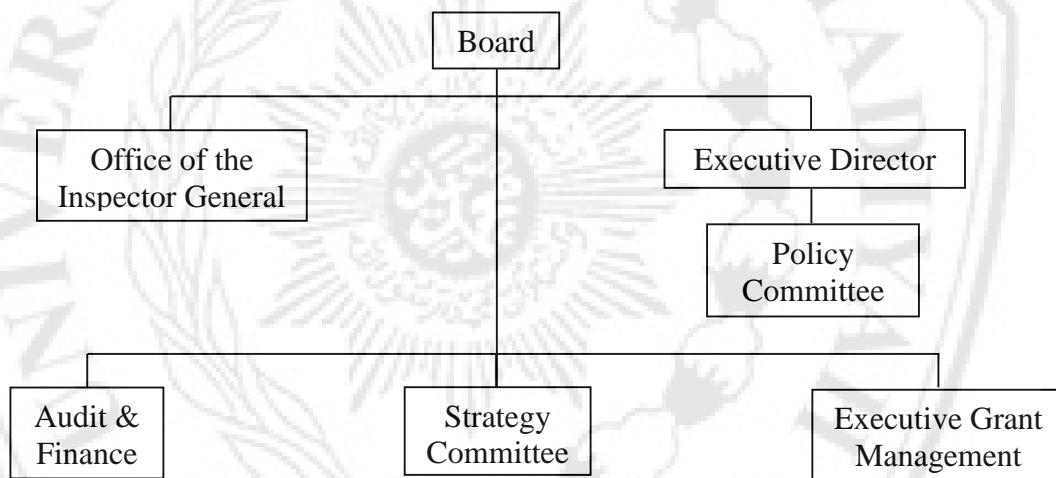 Board
Office of the
Inspector General
Executive Director
Policy
Committee
Audit &
Finance
Strategy
Committee
Executive Grant
Management